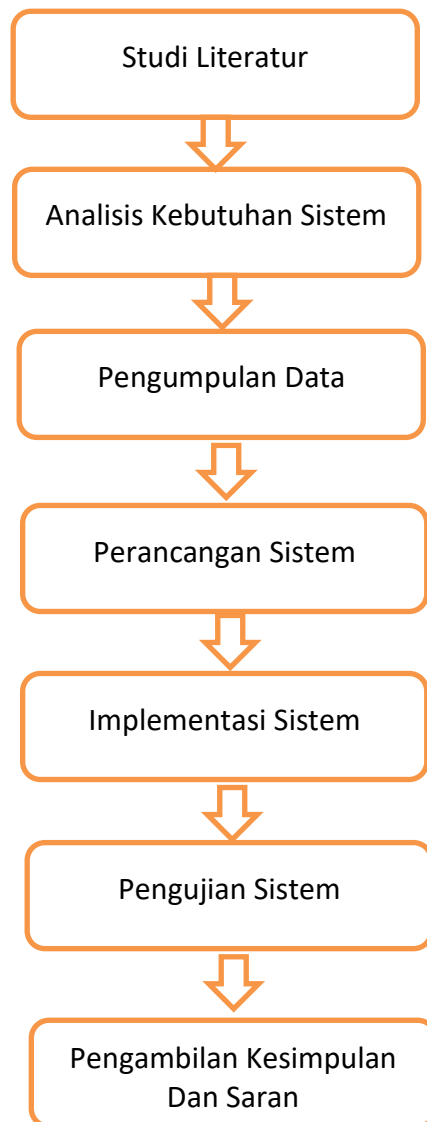 Studi Literatur
Analisis Kebutuhan Sistem
Pengumpulan Data
Perancangan Sistem
Implementasi Sistem
Pengujian Sistem
Pengambilan Kesimpulan
Dan Saran